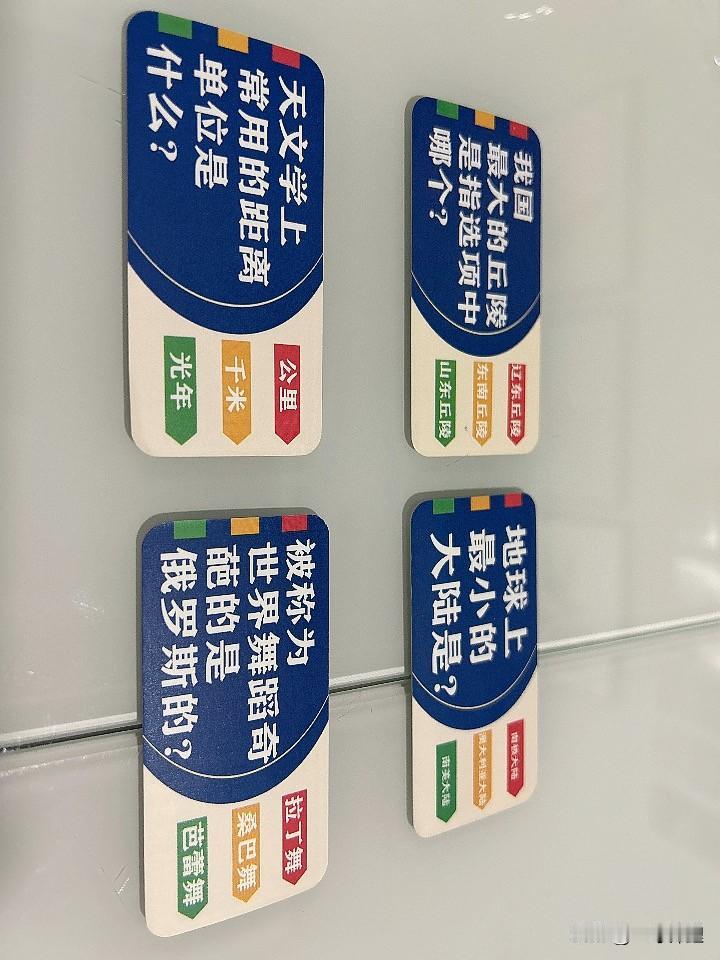 天文学上
常用的距离
单位是
什么?
公里
千米
光年
我国
最大的丘陵
是指选项中
哪个?
辽东丘陵
东南丘陵
山东丘陵
被称为
世界舞蹈奇
葩的是
俄罗斯的?
拉丁舞
桑巴舞
芭蕾舞
地球上
最小的
大陆是?
南极大陆
澳大利亚大陆
南美大陆